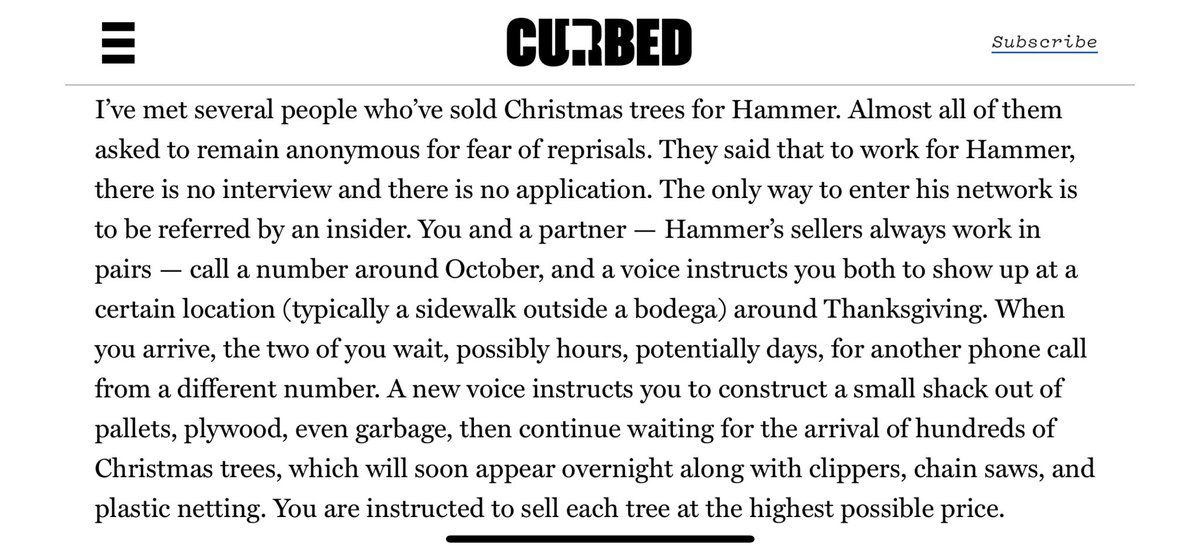 CURBED
Subscribe
I’ve met several people who’ve sold Christmas trees for Hammer. Almost all of them
asked to remain anonymous for fear of reprisals. They said that to work for Hammer,
there is no interview and there is no application. The only way to enter his network is
to be referred by an insider. You and a partner — Hammer’s sellers always work in
pairs — call a number around October, and a voice instructs you both to show up at a
certain location (typically a sidewalk outside a bodega) around Thanksgiving. When
you arrive, the two of you wait, possibly hours, potentially days, for another phone call
from a different number. A new voice instructs you to construct a small shack out of
pallets, plywood, even garbage, then continue waiting for the arrival of hundreds of
Christmas trees, which will soon appear overnight along with clippers, chain saws, and
plastic netting. You are instructed to sell each tree at the highest possible price.